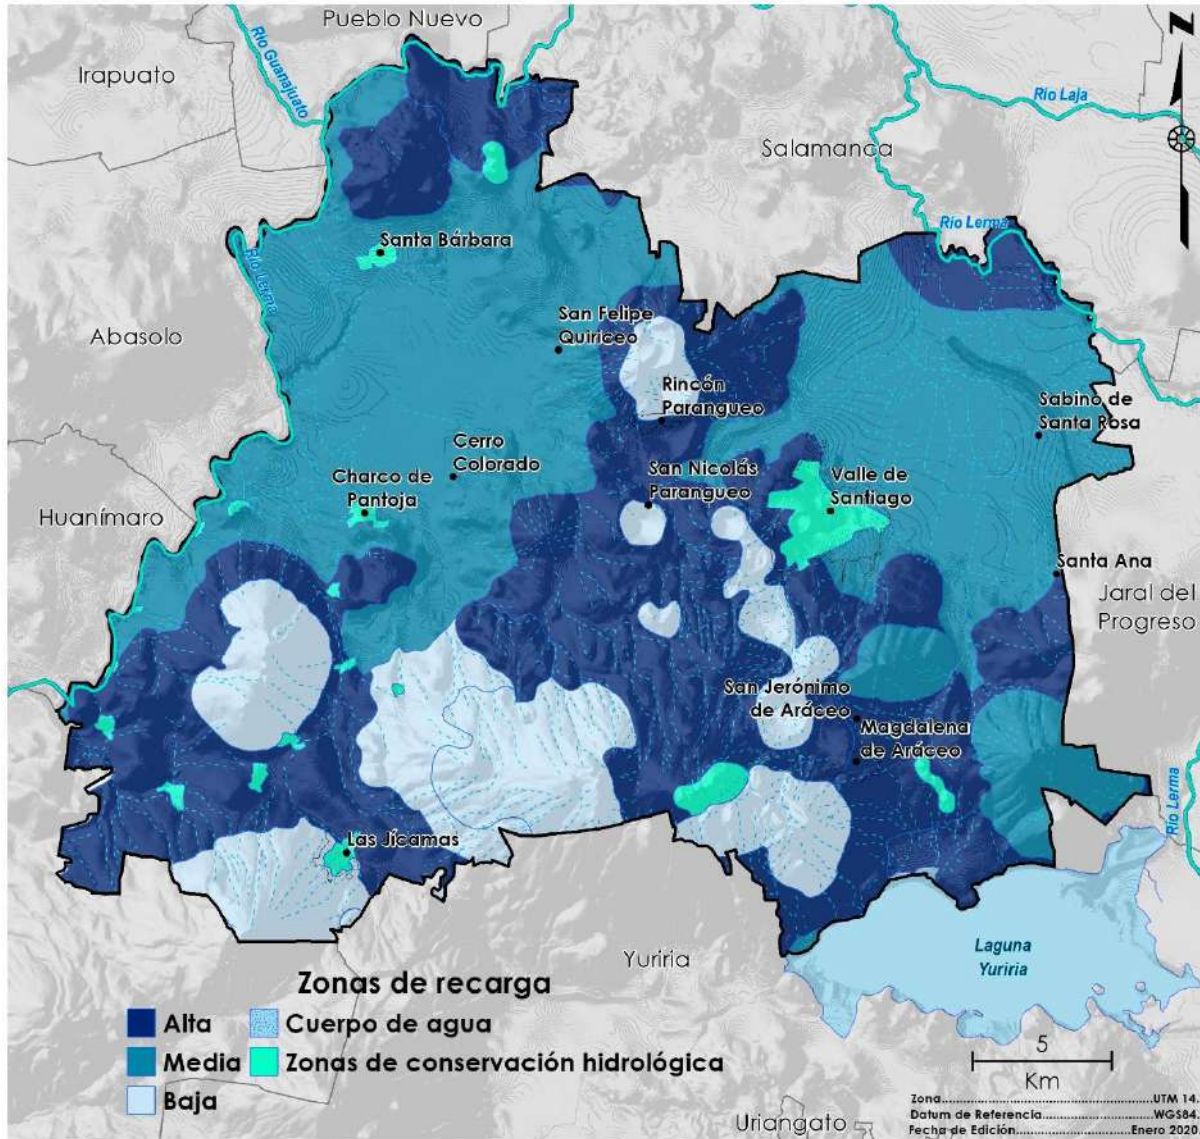 Pueblo Nuevo
Irapuato
Río Guanajuato
Z
Río Laja
Salamanca
Río Lerma
Santa Bárbara
Río Lerma
Abasolo
San Felipe
Quiriceo
Rincón
Parangueo
Sabino de
Santa Rosa
Cerro
Colorado
San Nicolás
Parangueo
Valle de
Santiago
Charco de
Pantoja
Huanímaro
Santa Ana
Jaral del
Progreso
San Jerónimo
de Aráceo
Magdalena
de Aráceo
Río Lerma
Las Jícamas
Laguna
Yuriria
Yuriria
Zonas de recarga
Alta
Cuerpo de agua
Media
Zonas de conservación hidrológica
Baja
5
Km
Zona....................................UTM 14.
Datum de Referencia....................WGS84.
Fecha de Edición..............Enero 2020
Uriangato